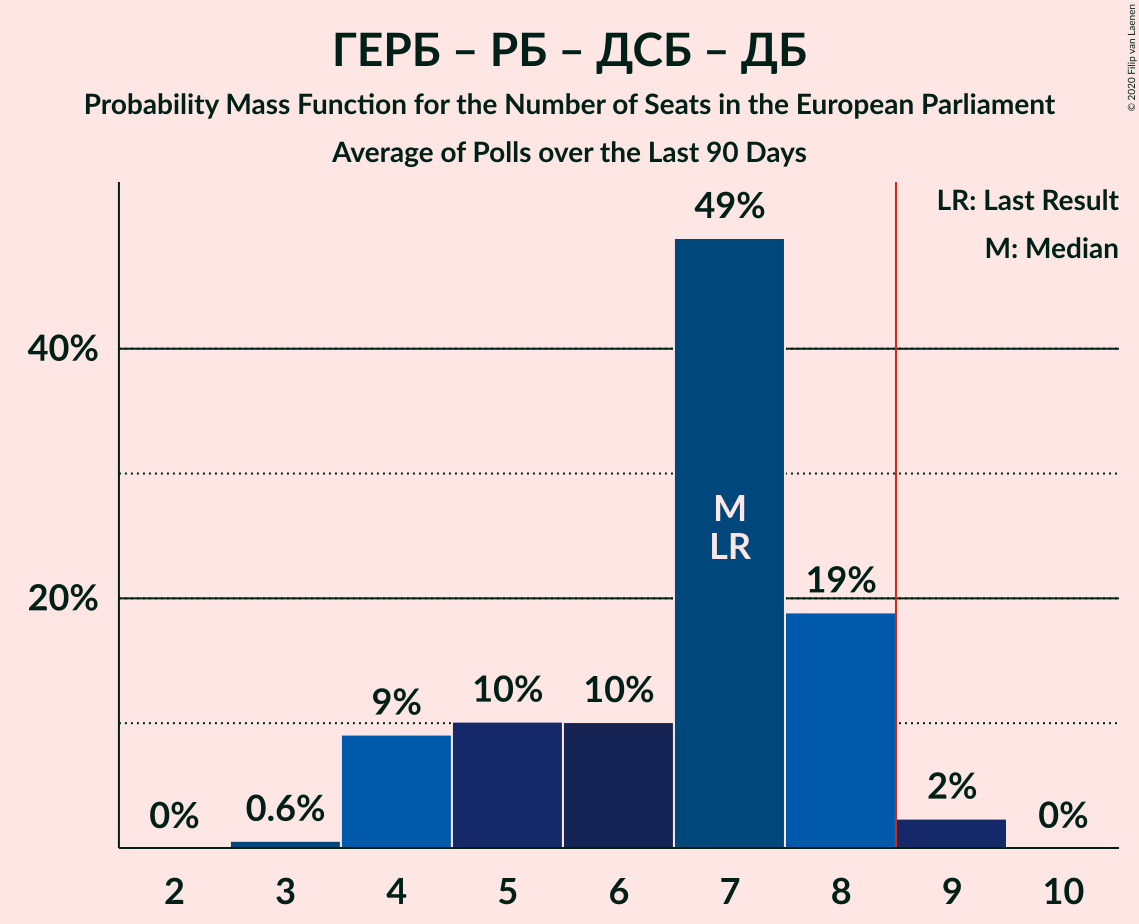 ГЕРБ – РБ – ДСБ – ДБ
Probability Mass Function for the Number of Seats in the European Parliament
Average of Polls over the Last 90 Days
© 2020 Filip van Laenen
LR: Last Result
M: Median
40%
20%
0%
0.6%
9%
10%
10%
49%
M
LR
19%
2%
0%
2 3 4 5 6 7 8 9 10